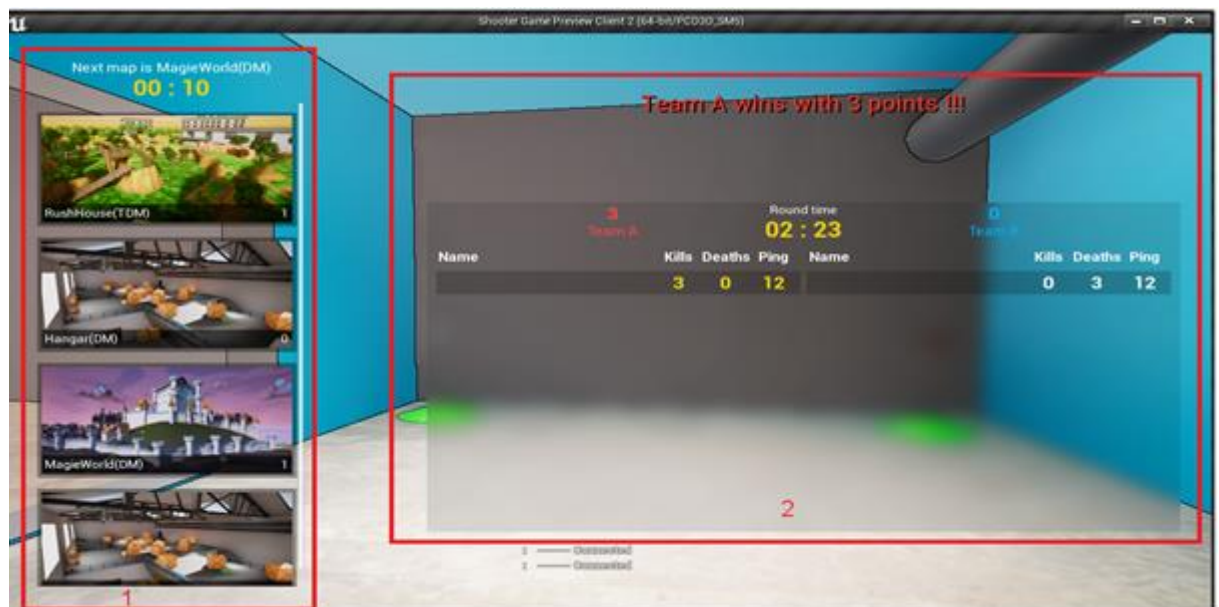 Shooter Game Preview Client 2 (64-bit/PCD3D_SM5)
Next map is MagieWorld(DM)
00 : 10
RushHouse(TDM) 1
Hangar(DM) 0
MagieWorld(DM) 1
1
Team A wins with 3 points !!!
3 Round time 0
Team A 02 : 23 Team
Name Kills Deaths Ping Name Kills Deaths Ping
3 0 12 0 3 12
2
Connected
Connected